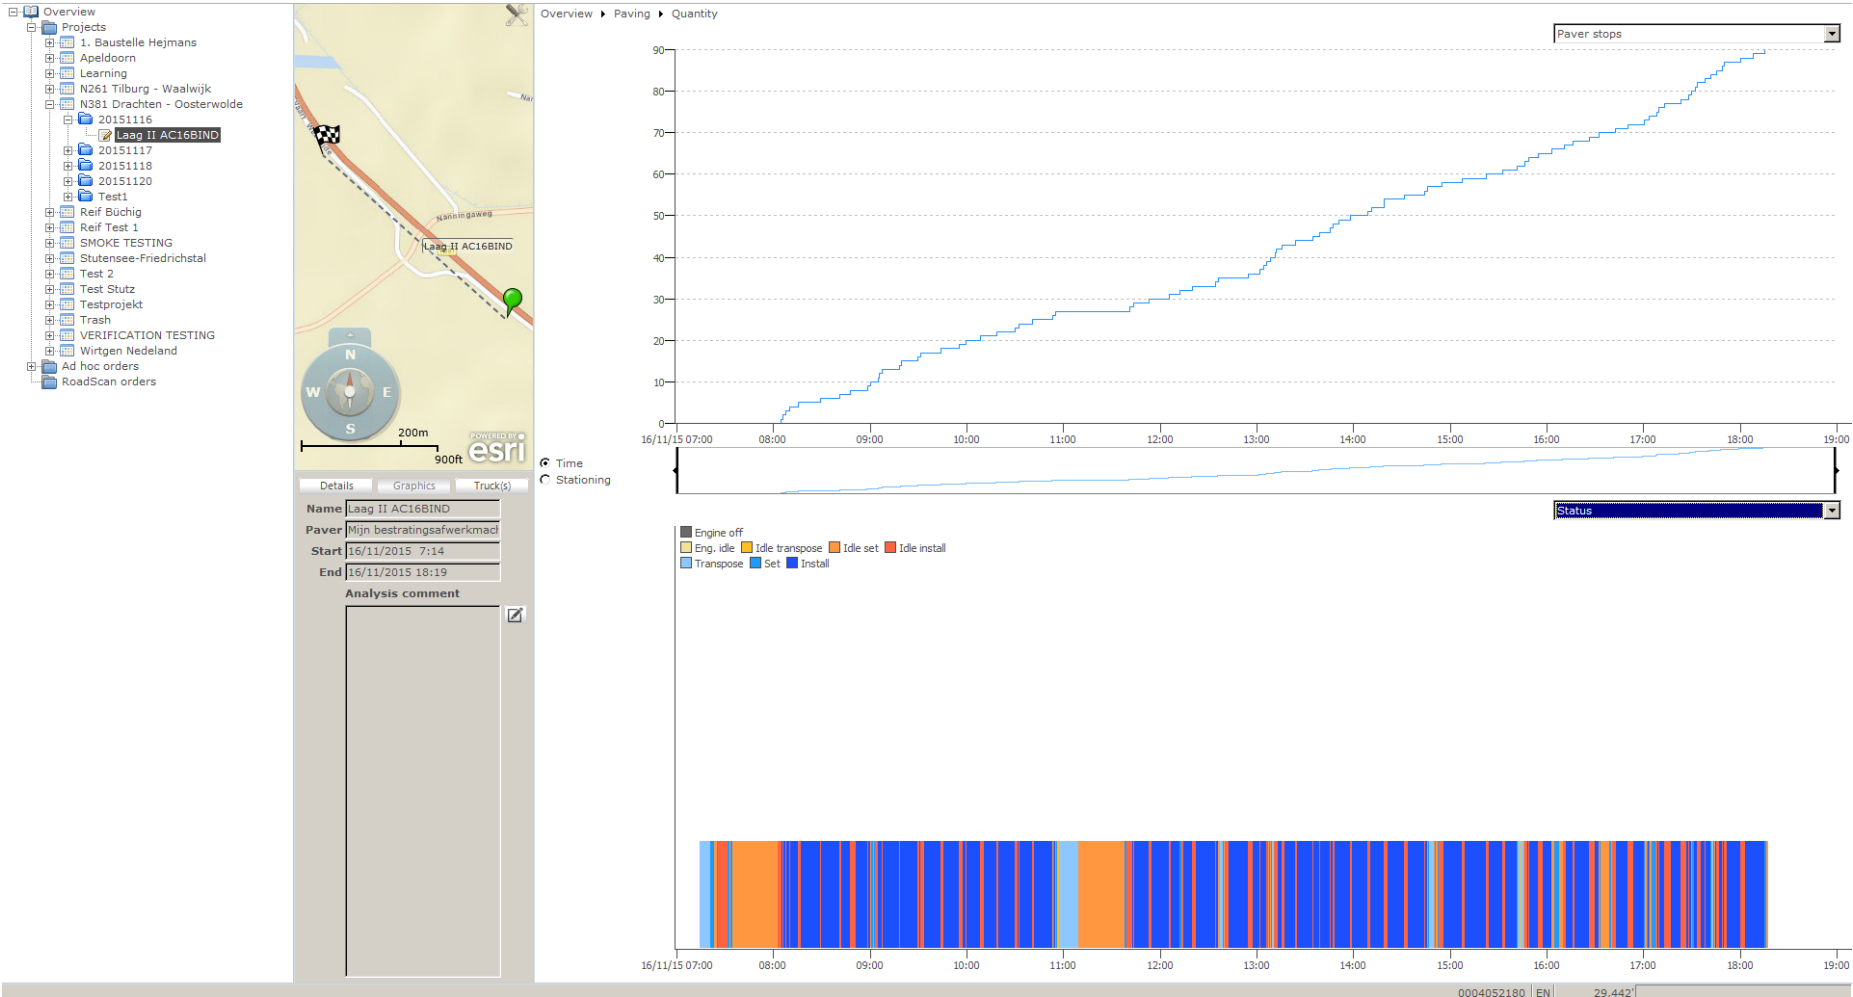 Overview
Projects
1. Baustelle Hejmans
Apeldoorn
Learning
N261 Tilburg - Waalwijk
N381 Drachten - Oosterwolde
20151116
Laag II AC16BIND
20151117
20151118
20151120
Test1
Reif Büchig
Reif Test 1
SMOKE TESTING
Stutensee-Friedrichstal
Test 2
Test Stutz
Testprojekt
Trash
VERIFICATION TESTING
Wirtgen Nedeland
Ad hoc orders
RoadScan orders
Nanningaweg
Laag II AC16BIND
N
W E
S
200m
900ft
POWERED BY
esri
Details Graphics Truck(s)
Name Laag II AC16BIND
Paver Mijn bestratingsafwerkmach
Start 16/11/2015 7:14
End 16/11/2015 18:19
Analysis comment
Overview Paving Quantity
Paver stops
90
80
70
60
50
40
30
20
10
0
16/11/15 07:00 08:00 09:00 10:00 11:00 12:00 13:00 14:00 15:00 16:00 17:00 18:00 19:00
Time
Stationing
Status
Engine off
Eng. idle Idle transpose Idle set Idle install
Transpose Set Install
16/11/15 07:00 08:00 09:00 10:00 11:00 12:00 13:00 14:00 15:00 16:00 17:00 18:00 19:00
0004052180 EN 29,442'